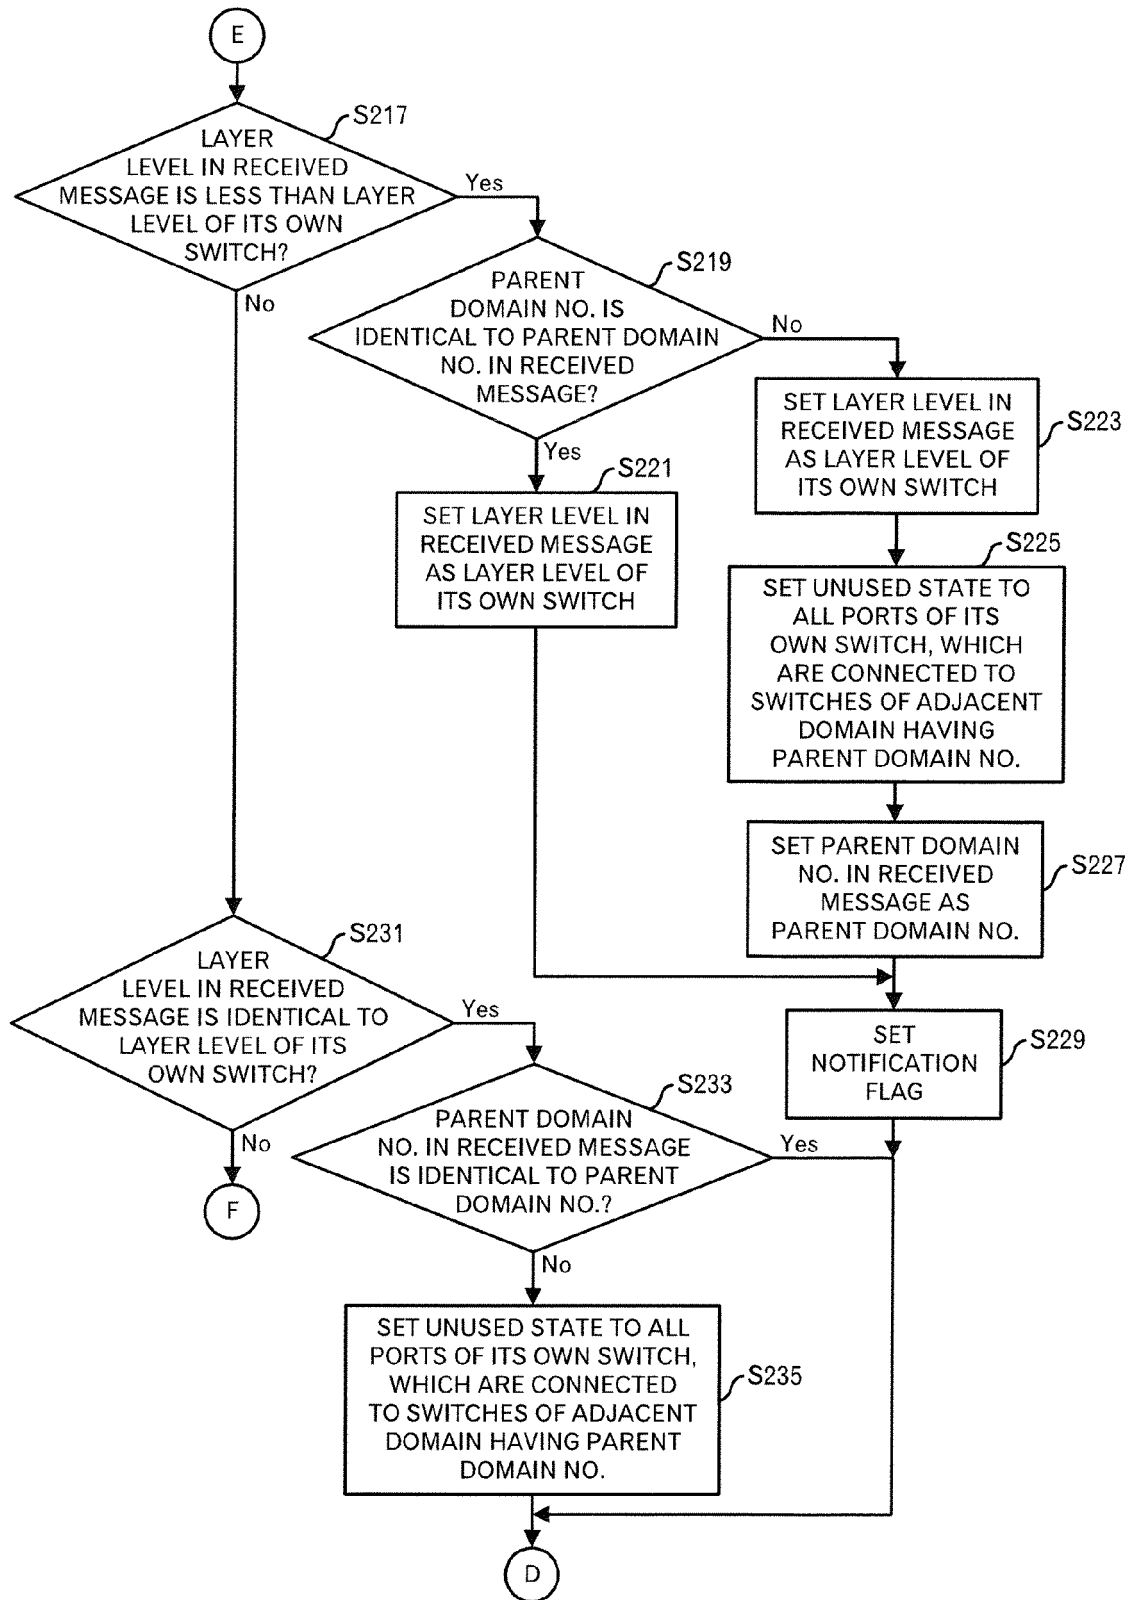 E
S217
LAYER
LEVEL IN RECEIVED
MESSAGE IS LESS THAN LAYER
LEVEL OF ITS OWN
SWITCH?
Yes
No
S219
PARENT
DOMAIN NO. IS
IDENTICAL TO PARENT DOMAIN
NO. IN RECEIVED
MESSAGE?
No
Yes
S223
SET LAYER LEVEL IN
RECEIVED MESSAGE
AS LAYER LEVEL OF
ITS OWN SWITCH
S221
SET LAYER LEVEL IN
RECEIVED MESSAGE
AS LAYER LEVEL OF
ITS OWN SWITCH
S225
SET UNUSED STATE TO
ALL PORTS OF ITS
OWN SWITCH, WHICH
ARE CONNECTED TO
SWITCHES OF ADJACENT
DOMAIN HAVING
PARENT DOMAIN NO.
S227
SET PARENT DOMAIN
NO. IN RECEIVED
MESSAGE AS
PARENT DOMAIN NO.
S231
LAYER
LEVEL IN RECEIVED
MESSAGE IS IDENTICAL TO
LAYER LEVEL OF ITS
OWN SWITCH?
Yes
No
F
S229
SET
NOTIFICATION
FLAG
S233
PARENT DOMAIN
NO. IN RECEIVED MESSAGE
IS IDENTICAL TO PARENT
DOMAIN NO.?
Yes
No
S235
SET UNUSED STATE TO ALL
PORTS OF ITS OWN SWITCH,
WHICH ARE CONNECTED
TO SWITCHES OF ADJACENT
DOMAIN HAVING PARENT
DOMAIN NO.
D